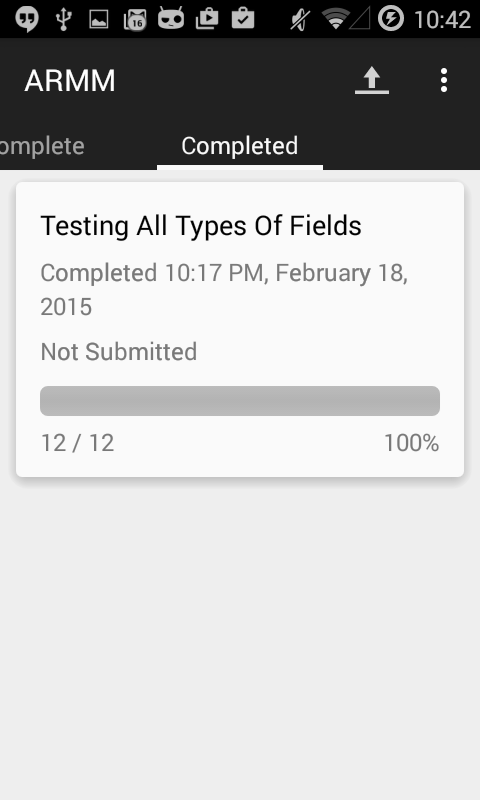 16
10:42
ARMM
omplete
Completed
Testing All Types Of Fields
Completed 10:17 PM, February 18,
2015
Not Submitted
12 / 12
100%